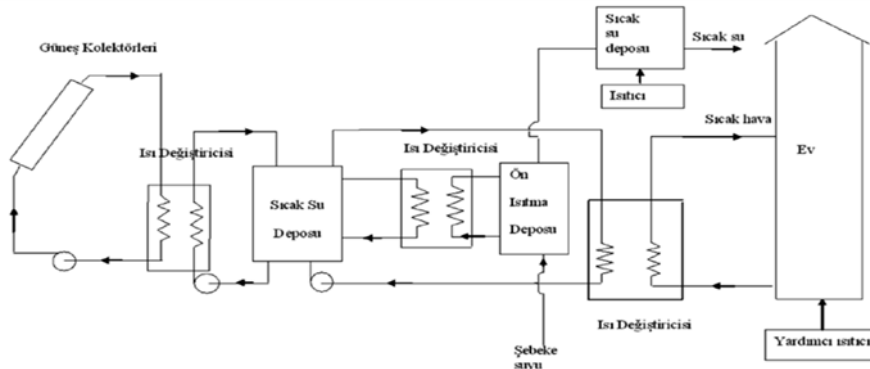 Güneş Kolektörleri
Sıcak
su
deposu
Sıcak su
Isıtıcı
Sıcak hava
Isı Değiştiricisi
Isı Değiştiricisi
Ev
Sıcak Su
Deposu
Ön
Isıtma
Deposu
Isı Değiştiricisi
Yardımcı ısıtıcı
Şebeke
suyu